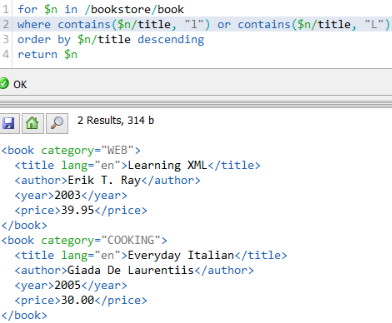 1 for $n in /bookstore/book
2 where contains($n/title, "l") or contains($n/title, "L")
3 order by $n/title descending
4 return $n
OK
2 Results, 314 b
<book category="WEB">
<title lang="en">Learning XML</title>
<author>Erik T. Ray</author>
<year>2003</year>
<price>39.95</price>
</book>
<book category="COOKING">
<title lang="en">Everyday Italian</title>
<author>Giada De Laurentiis</author>
<year>2005</year>
<price>30.00</price>
</book>